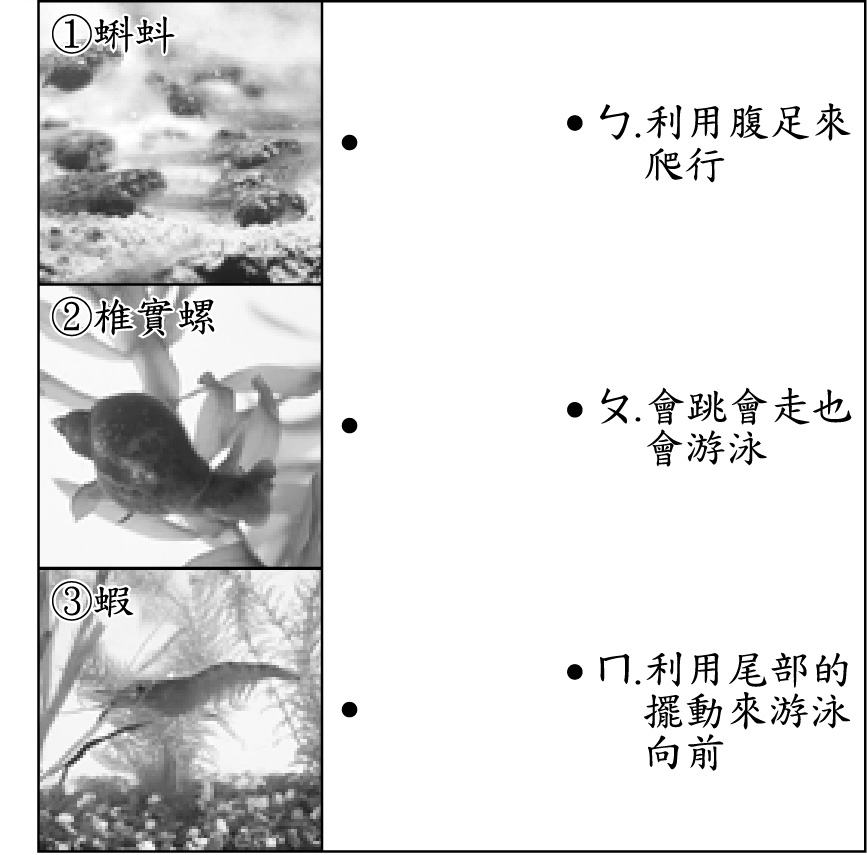 ①蝌蚪
ㄅ.利用腹足來
爬行
②椎實螺
ㄆ.會跳會走也
會游泳
③蝦
ㄇ.利用尾部的
擺動來游泳
向前